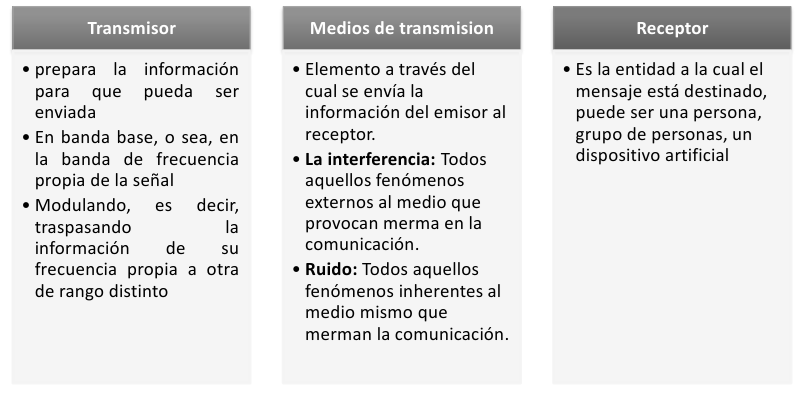 Transmisor
• prepara la información
para que pueda ser
enviada
• En banda base, o sea, en
la banda de frecuencia
propia de la señal
• Modulando, es decir,
traspasando la
información de su
frecuencia propia a otra
de rango distinto
Medios de transmision
• Elemento a través del
cual se envía la
información del emisor al
receptor.
• La interferencia: Todos
aquellos fenómenos
externos al medio que
provocan merma en la
comunicación.
• Ruido: Todos aquellos
fenómenos inherentes al
medio mismo que
merman la comunicación.
Receptor
• Es la entidad a la cual el
mensaje está destinado,
puede ser una persona,
grupo de personas, un
dispositivo artificial